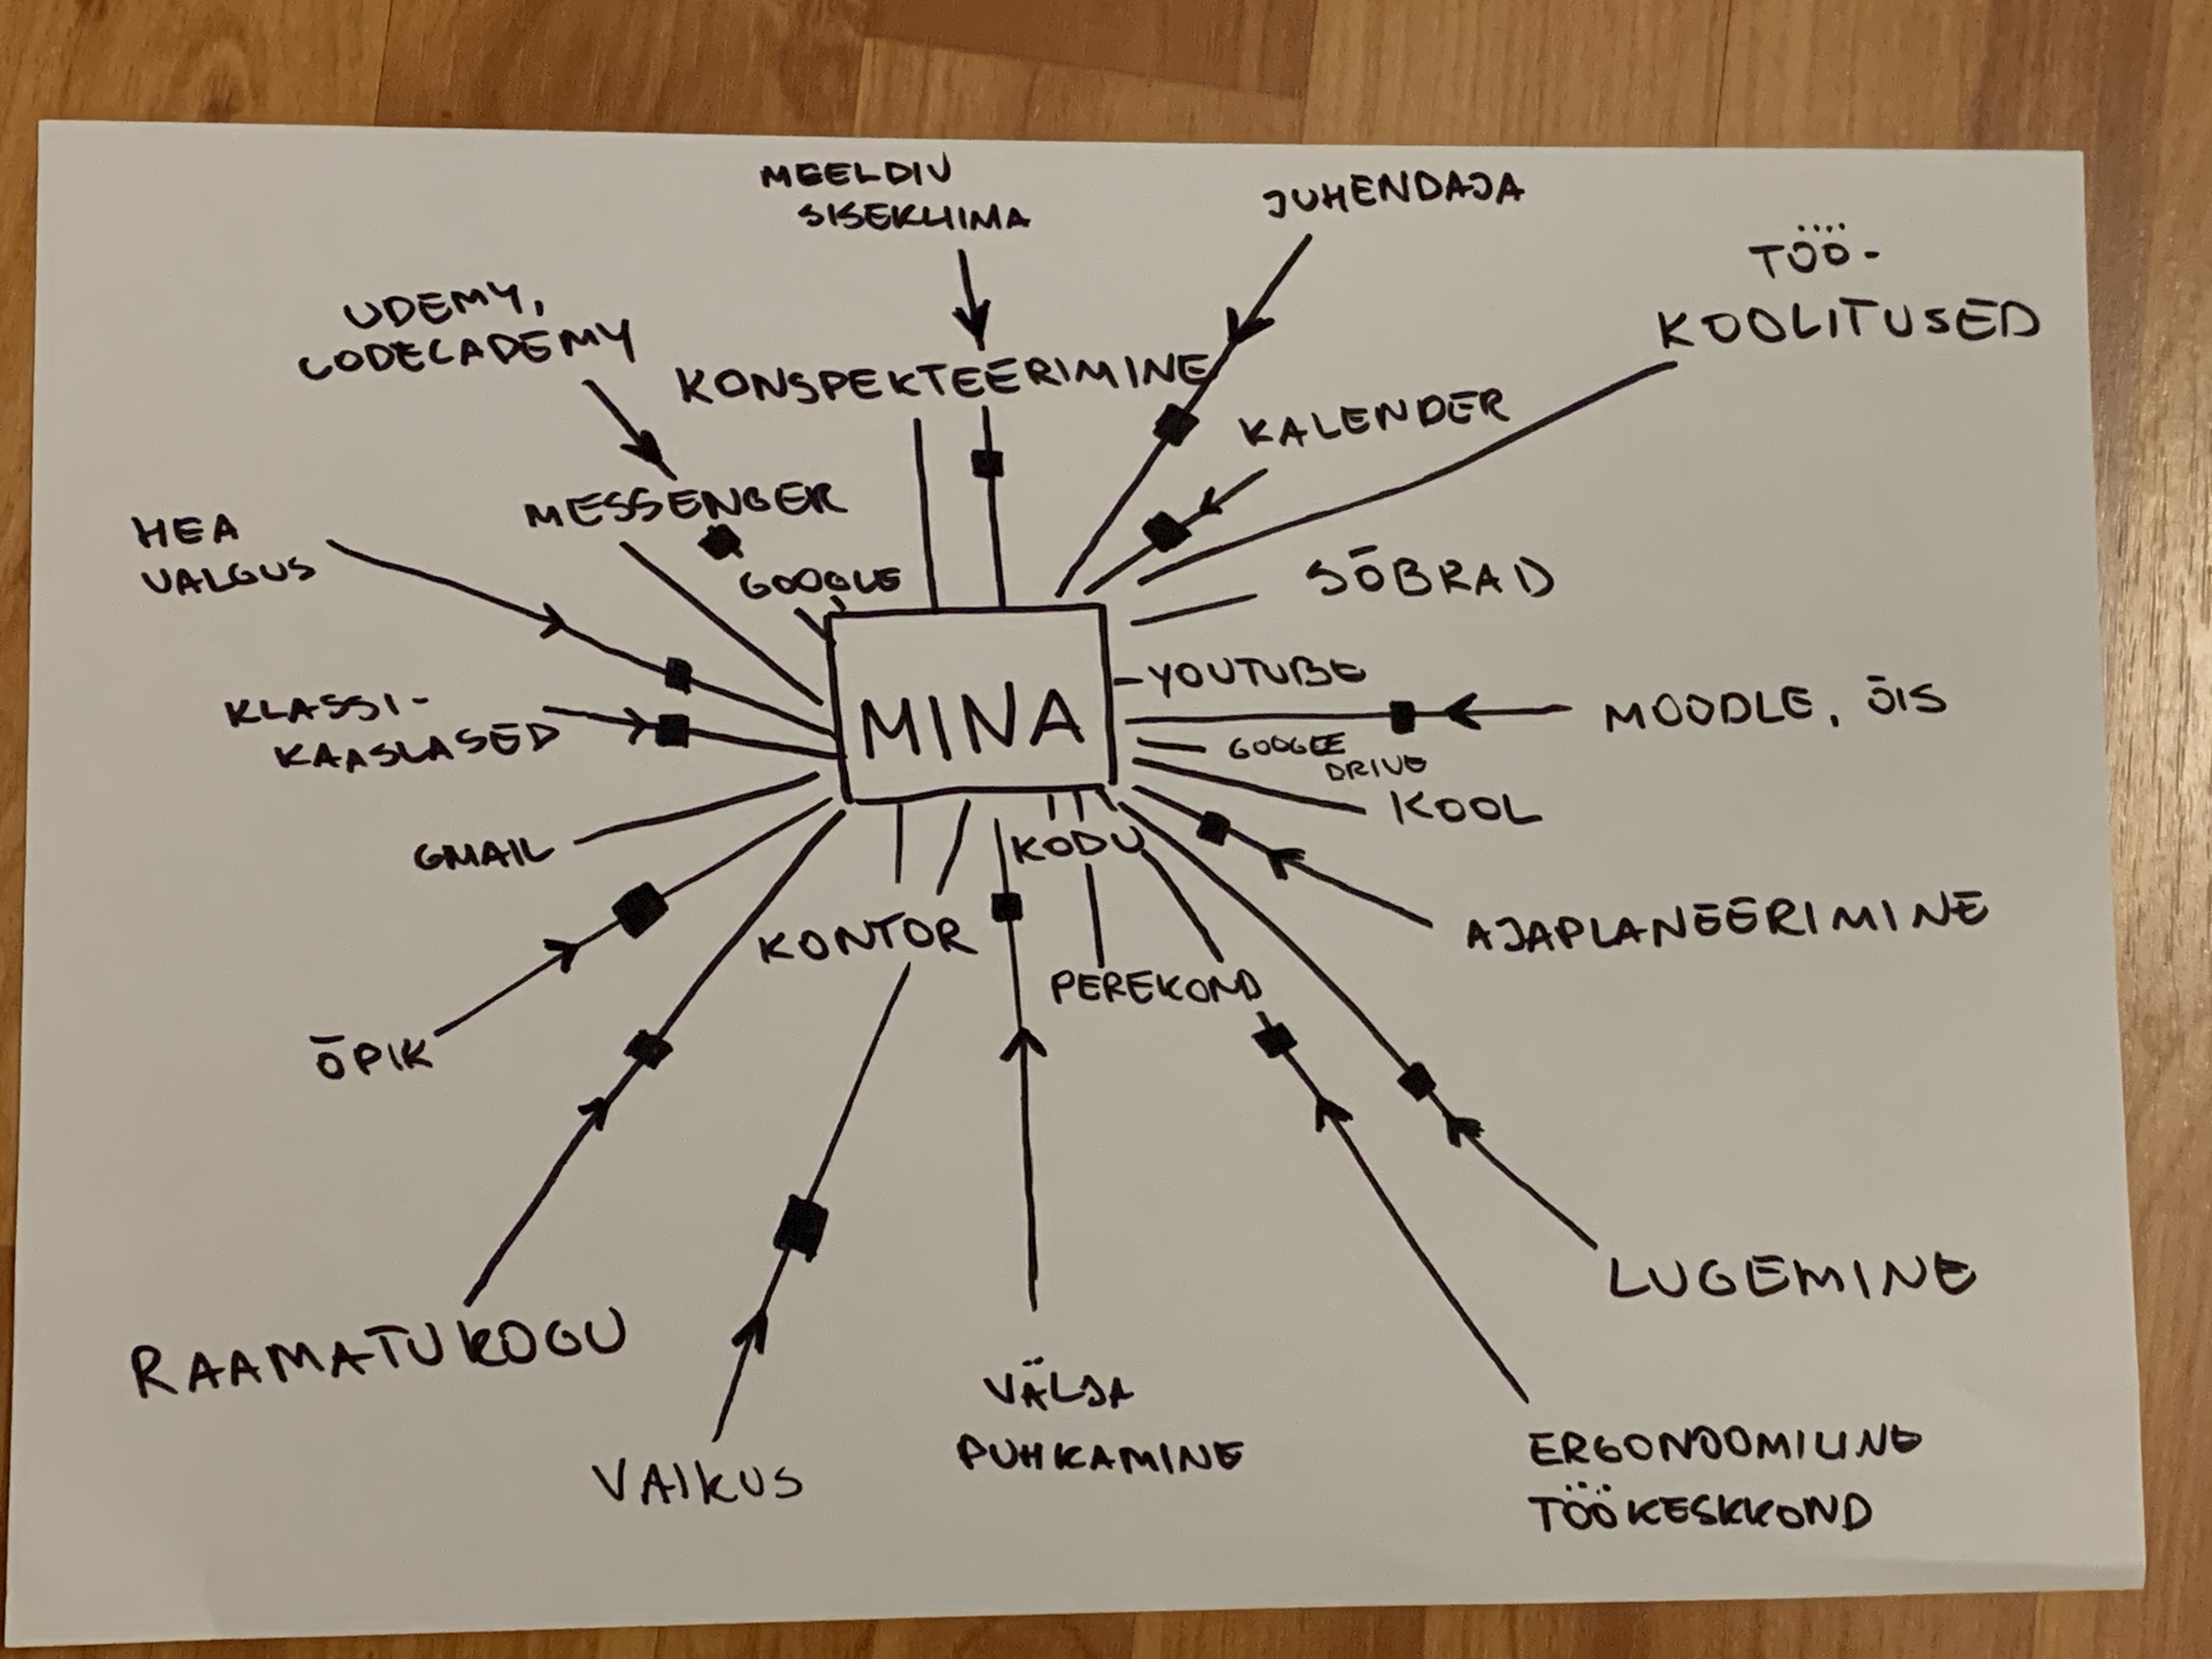 MEELDIV
SISEKLIIMA
JUHENDAJA
TÖÖ-
KOOLITUSED
UDEMY,
CODECADEMY
KONSPEKTEERIMINE
KALENDER
MESSENGER
HEA
VALGUS
GOOGLE
SÕBRAD
YOUTUBE
KLASSI-
KAASLASED
MINA
MOODLE, ÕIS
GOOGLE
DRIVE
KOOL
GMAIL
KODU
KONTOR
AJAPLANEERIMINE
PEREKOND
ÕPIK
LUGEMINE
RAAMATUKOGU
VAIKUS
VÄLJA
PUHKAMINE
ERGONOOMILINE
TÖÖKESKKOND